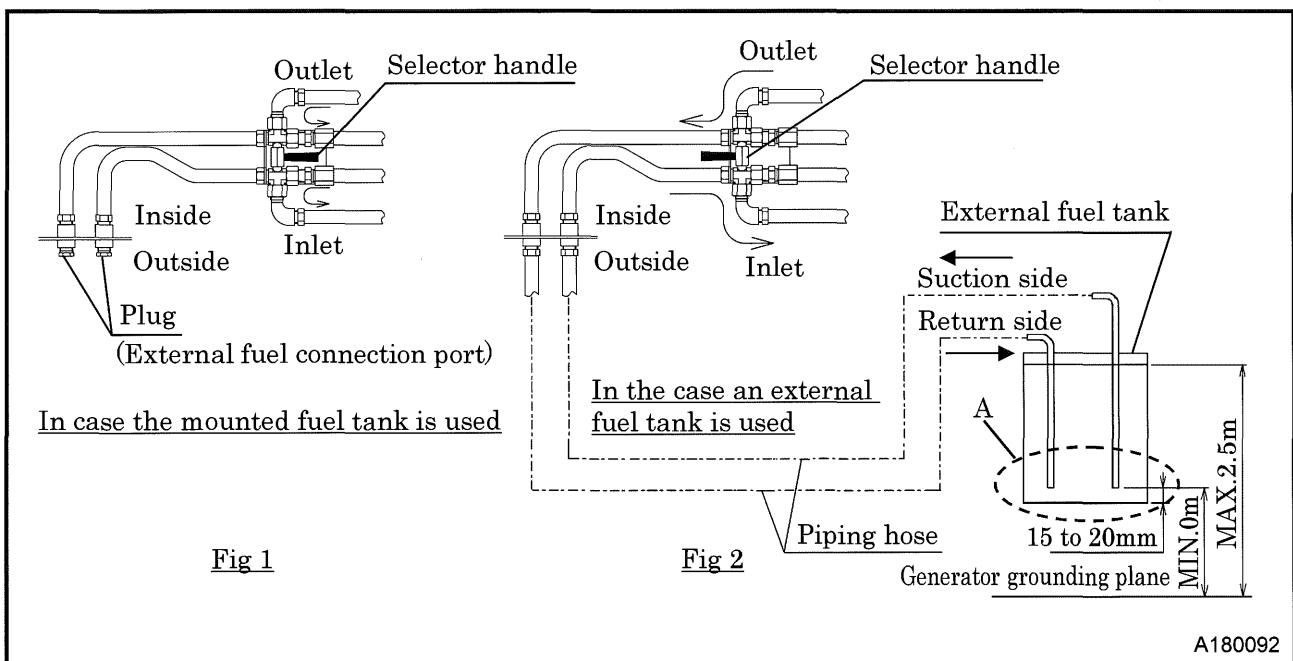 Outlet
Selector handle
Inside
Outside
Inlet
Plug
(External fuel connection port)
In case the mounted fuel tank is used
Fig 1
Outlet
Selector handle
Inside
Outside
Inlet
External fuel tank
Suction side
Return side
In the case an external
fuel tank is used
A
Piping hose
15 to 20mm
MIN.0m
MAX.2.5m
Generator grounding plane
Fig 2
A180092